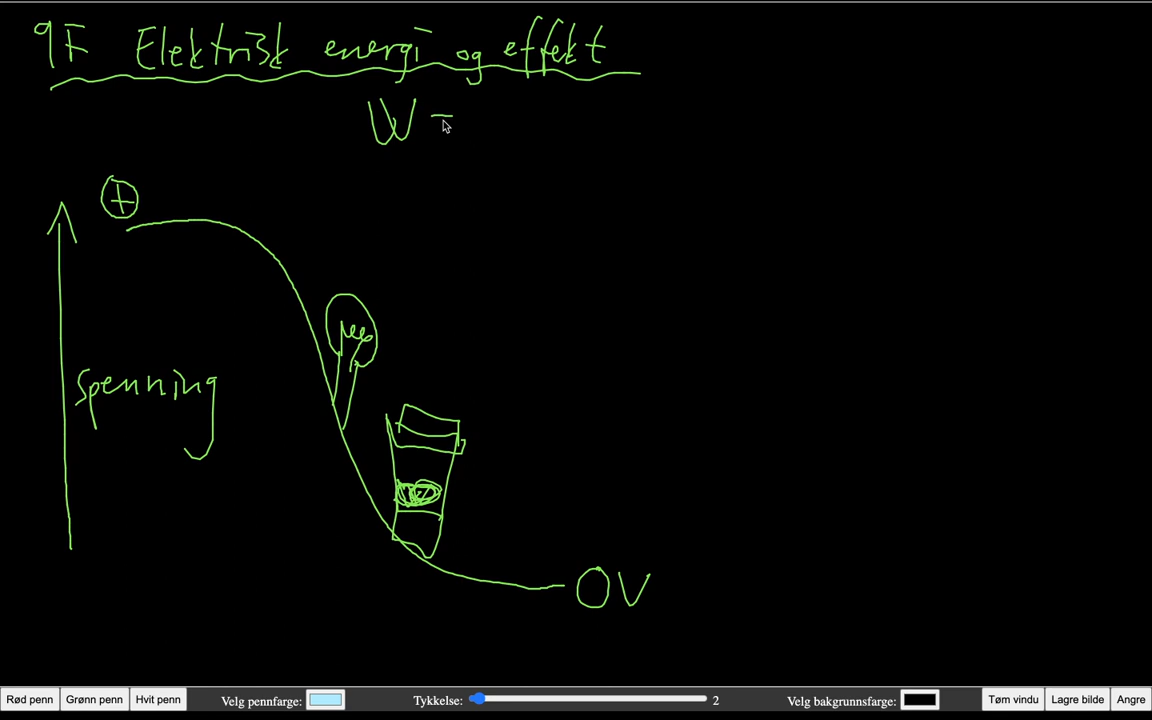 9F Elektrisk energi og effekt
W =
+
spenning
0V
Rød penn Grønn penn Hvit penn Velg pennfarge: Tykkelse: 2 Velg bakgrunnsfarge: Tøm vindu Lagre bilde Angre